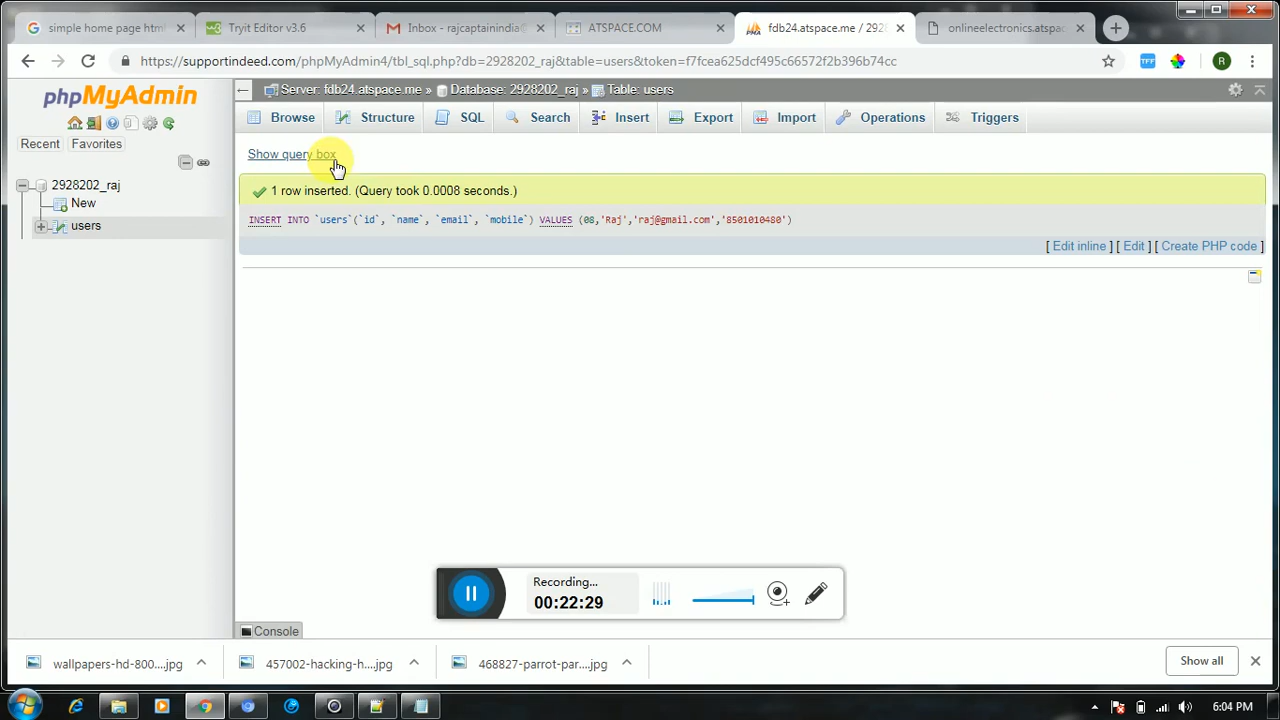 simple home page html
Tryit Editor v3.6
Inbox - rajcaptainindia@
ATSPACE.COM
fdb24.atspace.me / 292
onlineelectronics.atspac
https://supportindeed.com/phpMyAdmin4/tbl_sql.php?db=2928202_raj&table=users&token=f7fcea625dcf495c66572f2b396b74cc
TFF
R
phpMyAdmin
Server: fdb24.atspace.me » Database: 2928202_raj » Table: users
Browse Structure SQL Search Insert Export Import Operations Triggers
Recent Favorites
Show query box
2928202_raj
New
users
1 row inserted. (Query took 0.0008 seconds.)
INSERT INTO `users`(`id`, `name`, `email`, `mobile`) VALUES (08,'Raj','raj@gmail.com','8501010480')
[ Edit inline ] [ Edit ] [ Create PHP code ]
Recording...
00:22:29
Console
wallpapers-hd-800....jpg
457002-hacking-h....jpg
468827-parrot-par....jpg
Show all
6:04 PM